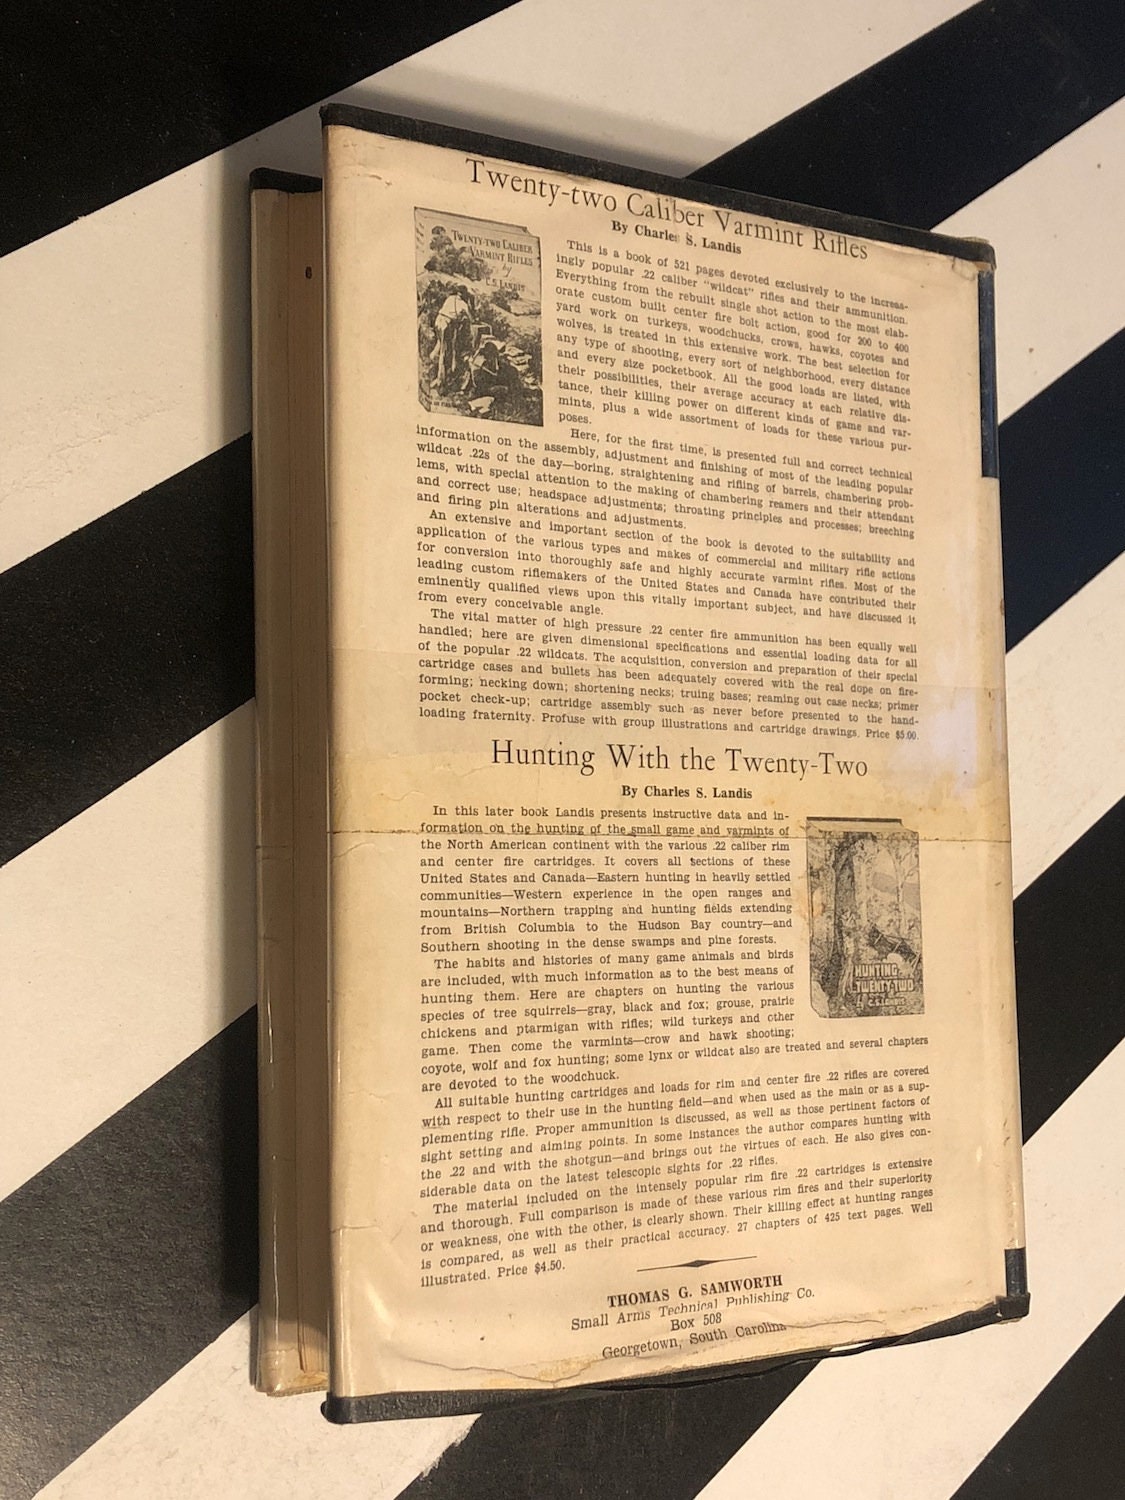 Twenty-two Caliber Varmint Rifles
By Charles S. Landis
TWENTY-TWO CALIBER
VARMINT RIFLES
by
C.S. LANDIS
This is a book of 521 pages devoted exclusively to the increas-
ingly popular .22 caliber "wildcat" rifles and their ammunition.
Everything from the rebuilt single shot action to the most elab-
orate custom built center fire bolt action, good for 200 to 400
yard work on turkeys, woodchucks, crows, hawks, coyotes and
wolves, is treated in this extensive work. The best selection for
any type of shooting, every sort of neighborhood, every distance
and every size pocketbook. All the good loads are listed, with
their possibilities, their average accuracy at each relative dis-
tance, their killing power on different kinds of game and var-
mints, plus a wide assortment of loads for these various pur-
poses.
Here, for the first time, is presented full and correct technical
information on the assembly, adjustment and finishing of most of the leading popular
wildcat .22s of the day—boring, straightening and rifling of barrels, chambering prob-
lems, with special attention to the making of chambering reamers and their attendant
and correct use; headspace adjustments; throating principles and processes; breeching
and firing pin alterations and adjustments.
An extensive and important section of the book is devoted to the suitability and
application of the various types and makes of commercial and military rifle actions
for conversion into thoroughly safe and highly accurate varmint rifles. Most of the
leading custom riflemakers of the United States and Canada have contributed their
eminently qualified views upon this vitally important subject, and have discussed it
from every conceivable angle.
The vital matter of high pressure .22 center fire ammunition has been equally well
handled; here are given dimensional specifications and essential loading data for all
of the popular .22 wildcats. The acquisition, conversion and preparation of their special
cartridge cases and bullets has been adequately covered with the real dope on fire-
forming; necking down; shortening necks; truing bases; reaming out case necks; primer
pocket check-up; cartridge assembly such as never before presented to the hand-
loading fraternity. Profuse with group illustrations and cartridge drawings. Price $5.00.
Hunting With the Twenty-Two
By Charles S. Landis
In this later book Landis presents instructive data and in-
formation on the hunting of the small game and varmints of
the North American continent with the various .22 caliber rim
and center fire cartridges. It covers all sections of these
United States and Canada—Eastern hunting in heavily settled
communities—Western experience in the open ranges and
mountains—Northern trapping and hunting fields extending
from British Columbia to the Hudson Bay country—and
Southern shooting in the dense swamps and pine forests.
The habits and histories of many game animals and birds
are included, with much information as to the best means of
hunting them. Here are chapters on hunting the various
species of tree squirrels—gray, black and fox; grouse, prairie
chickens and ptarmigan with rifles; wild turkeys and other
game. Then come the varmints—crow and hawk shooting;
coyote, wolf and fox hunting; some lynx or wildcat also are treated and several chapters
are devoted to the woodchuck.
HUNTING
TWENTY-TWO
C.S. LANDIS
All suitable hunting cartridges and loads for rim and center fire .22 rifles are covered
with respect to their use in the hunting field—and when used as the main or as a sup-
plementing rifle. Proper ammunition is discussed, as well as those pertinent factors of
sight setting and aiming points. In some instances the author compares hunting with
the .22 and with the shotgun—and brings out the virtues of each. He also gives con-
siderable data on the latest telescopic sights for .22 rifles.
The material included on the intensely popular rim fire .22 cartridges is extensive
and thorough. Full comparison is made of these various rim fires and their superiority
or weakness, one with the other, is clearly shown. Their killing effect at hunting ranges
is compared, as well as their practical accuracy. 27 chapters of 425 text pages. Well
illustrated. Price $4.50.
THOMAS G. SAMWORTH
Small Arms Technical Publishing Co.
Box 508
Georgetown, South Carolina